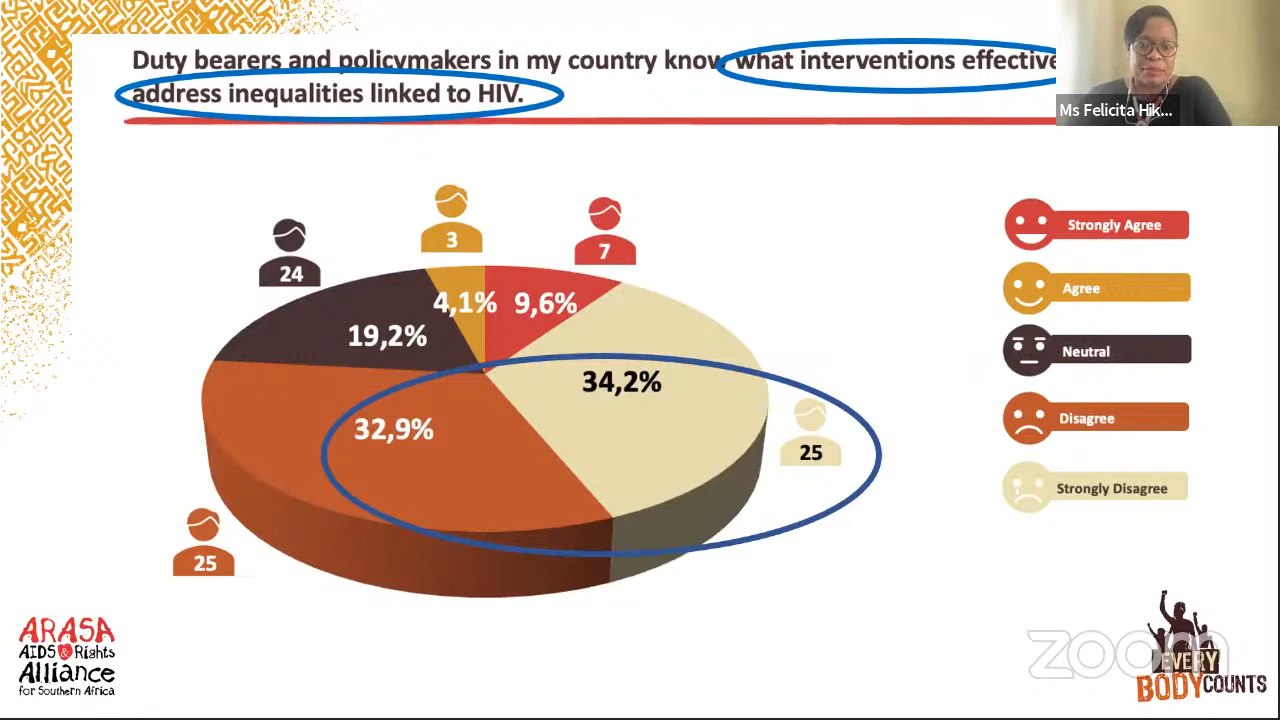 Duty bearers and policymakers in my country know what interventions effective
address inequalities linked to HIV.
Ms Felicita Hik...
3
7
24
4,1%
9,6%
19,2%
34,2%
32,9%
25
25
Strongly Agree
Agree
Neutral
Disagree
Strongly Disagree
ARASA
AIDS & Rights
Alliance
for Southern Africa
zoom
EVERY
BODY COUNTS